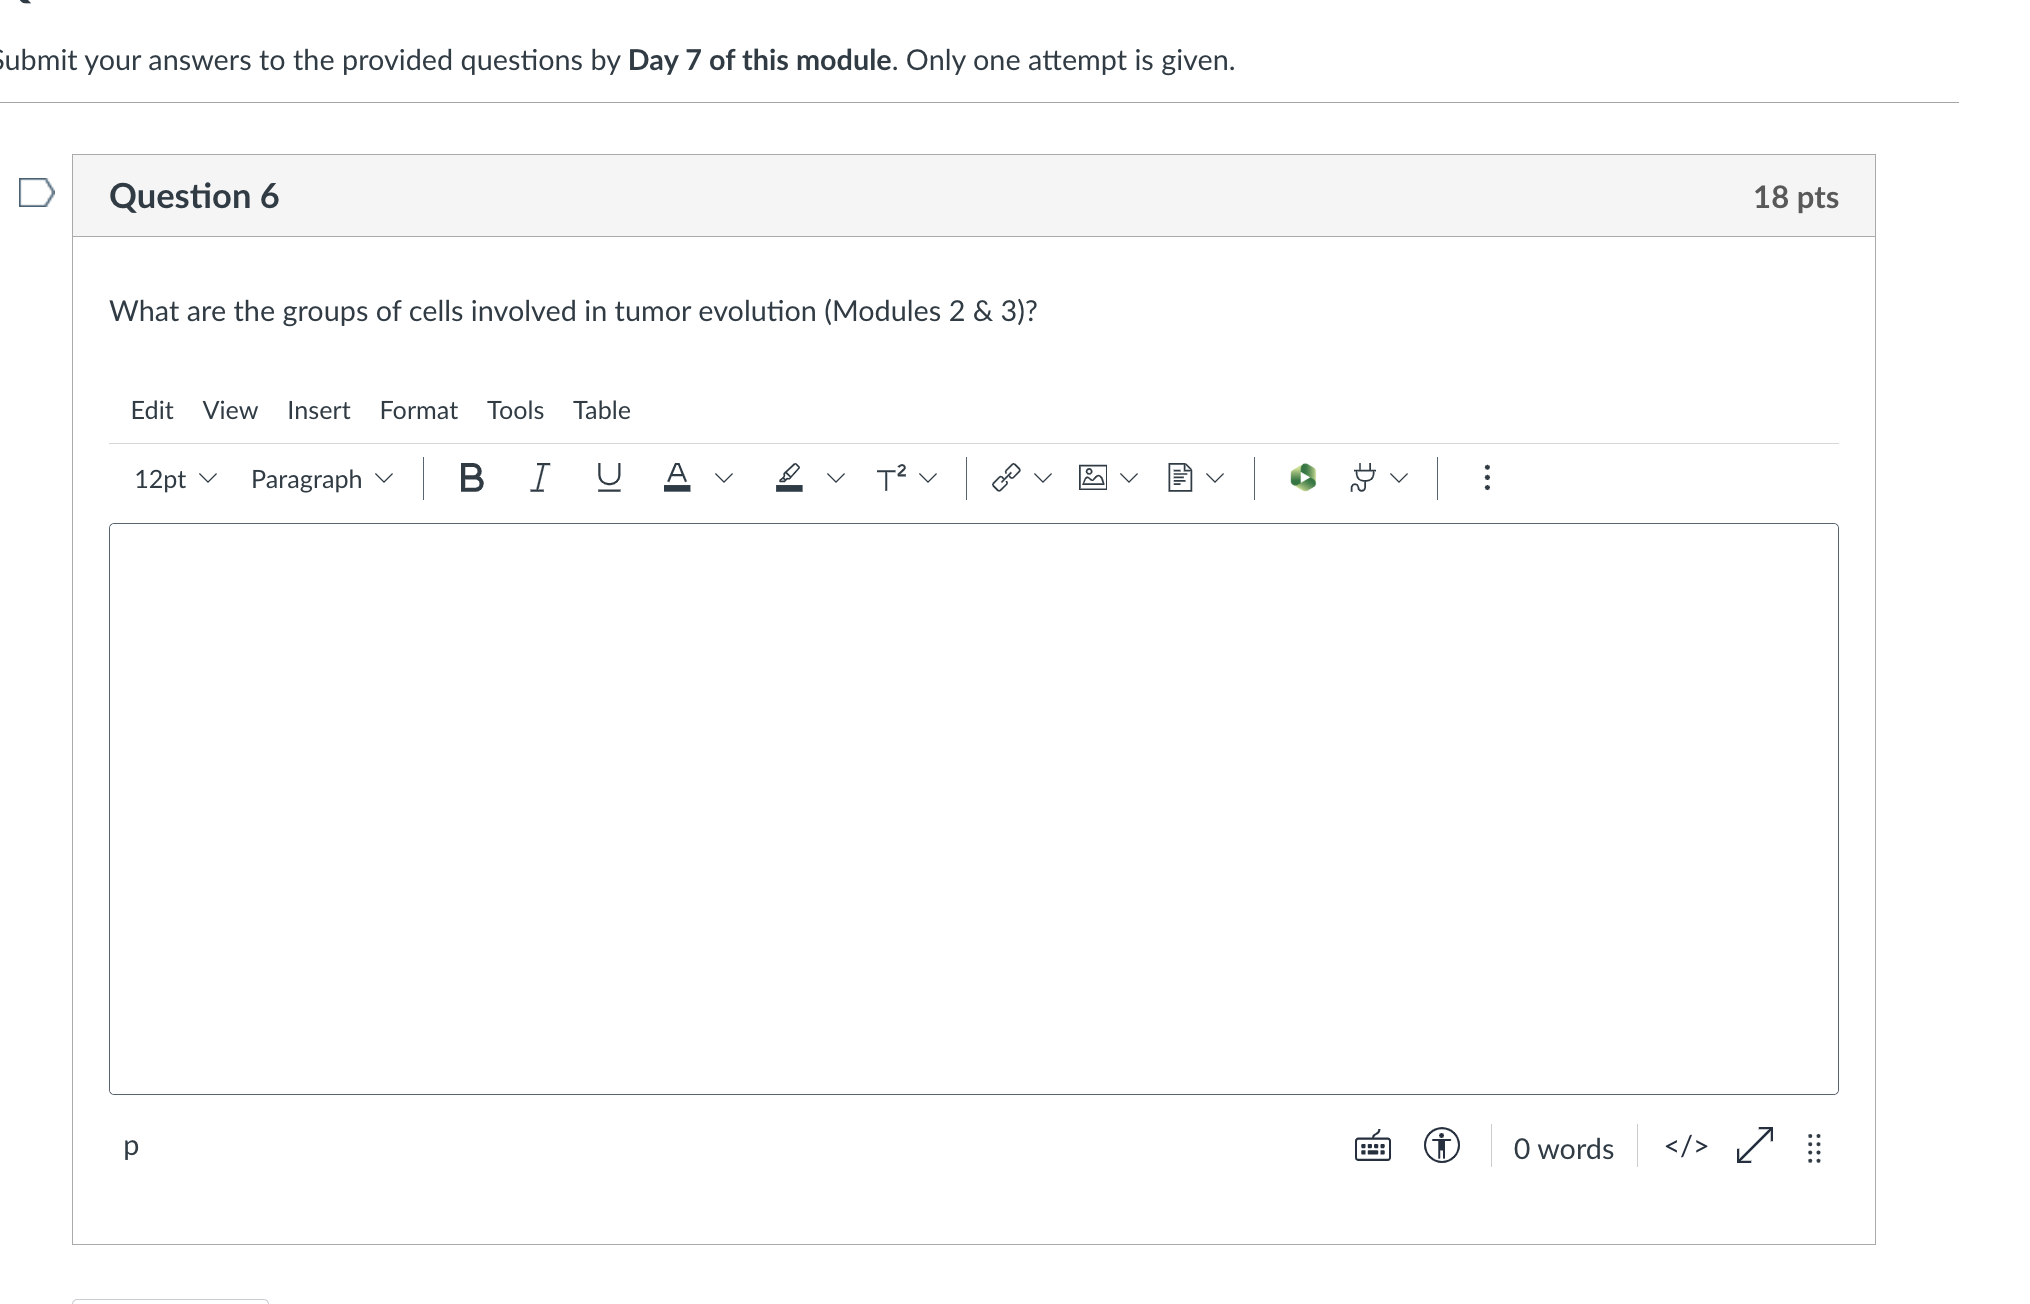 Submit your answers to the provided questions by Day 7 of this module. Only one attempt is given.
Question 6
18 pts
What are the groups of cells involved in tumor evolution (Modules 2 & 3)?
Edit View Insert Format Tools Table
12pt Paragraph B I U A T²
p
0 words </>